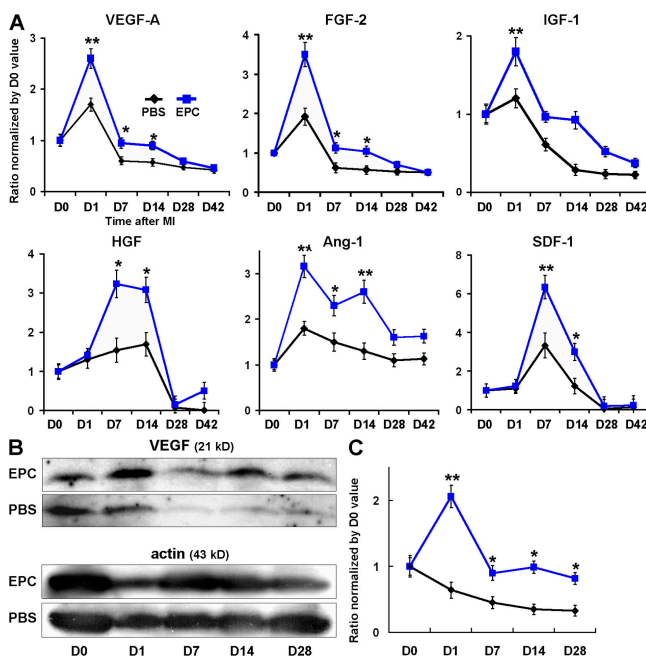 A
VEGF-A
FGF-2
IGF-1
Ratio normalized by D0 value
3
2
1
0
**
*
*
PBS
EPC
D0 D1 D7 D14 D28 D42
Time after MI
4
3
2
1
0
**
*
*
D0 D1 D7 D14 D28 D42
2
1
0
**
D0 D1 D7 D14 D28 D42
HGF
Ang-1
SDF-1
4
3
2
1
0
*
*
D0 D1 D7 D14 D28 D42
3
2
1
0
**
*
**
D0 D1 D7 D14 D28 D42
8
6
4
2
0
**
*
D0 D1 D7 D14 D28 D42
B
VEGF (21 kD)
EPC
PBS
actin (43 kD)
EPC
PBS
D0 D1 D7 D14 D28
C
Ratio normalized by D0 value
2
1
0
**
*
*
*
D0 D1 D7 D14 D28